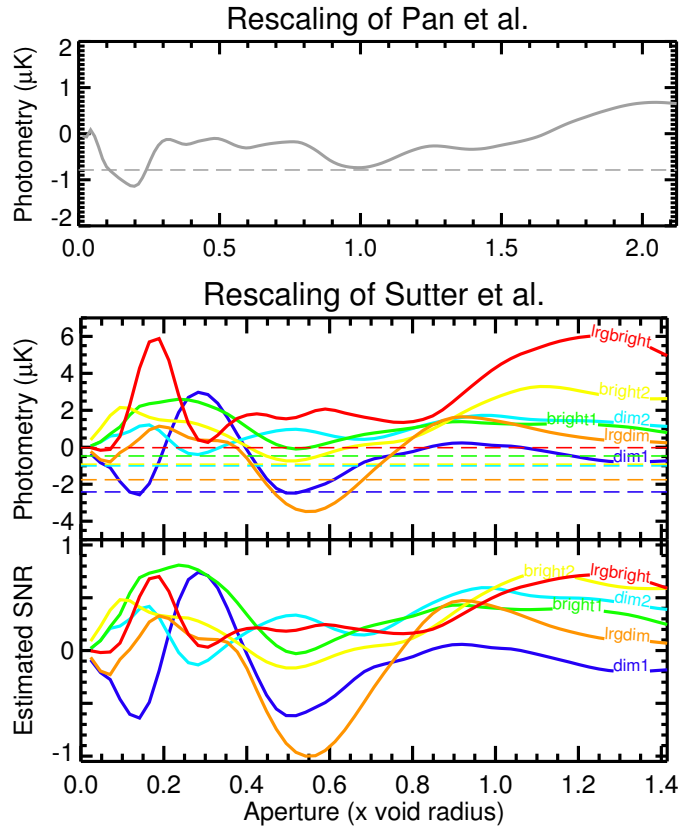 Rescaling of Pan et al.
Photometry (μK)
2
1
0
-1
-2
0.0 0.5 1.0 1.5 2.0
Rescaling of Sutter et al.
Photometry (μK)
6
4
2
0
-2
-4
lrgbright
bright2
dim2
bright1
lrgdim
dim1
Estimated SNR
1
0
-1
bright2
lrgbright
dim2
bright1
lrgdim
dim1
0.0 0.2 0.4 0.6 0.8 1.0 1.2 1.4
Aperture (x void radius)